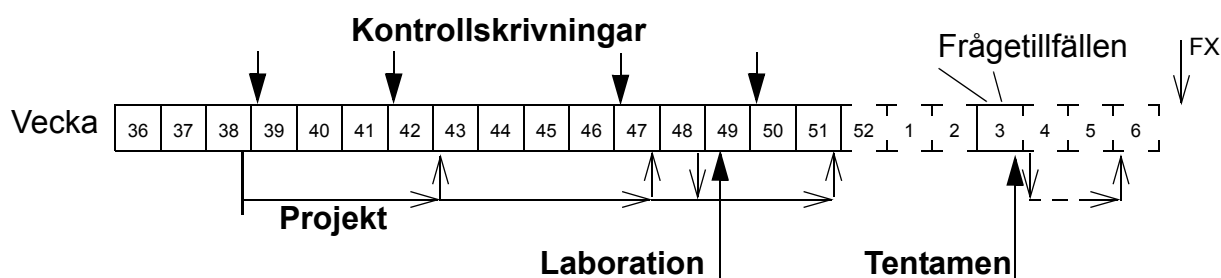 Kontrollskrivningar
Frågetillfällen
FX
Vecka 36 37 38 39 40 41 42 43 44 45 46 47 48 49 50 51 52 1 2 3 4 5 6
Projekt
Laboration
Tentamen